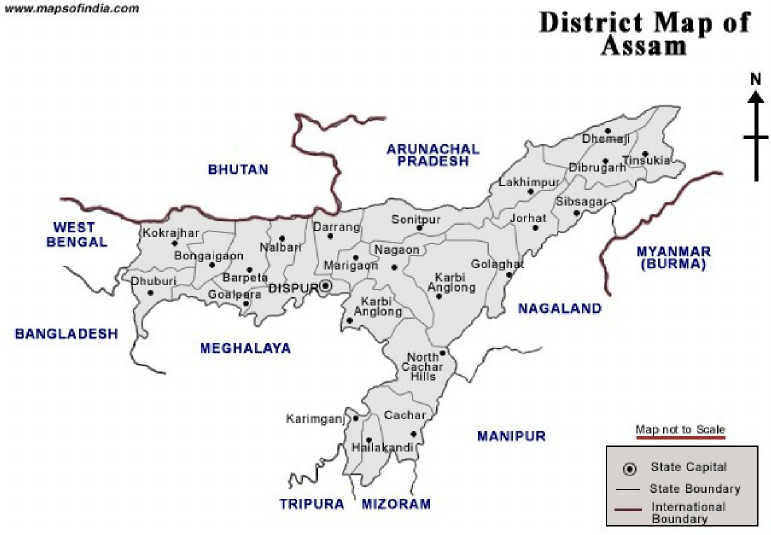 www.mapsofindia.com
District Map of
Assam
N
ARUNACHAL
PRADESH
BHUTAN
Dhemaji
Dibrugarh
Tinsukia
Lakhimpur
Sibsagar
WEST
BENGAL
Kokrajhar
Darrang
Sonitpur
Jorhat
Nalbari
Bongaigaon
Nagaon
MYANMAR
(BURMA)
Marigaon
Golaghat
Barpeta
Dhuburi
Goalpara
DISPUR
Karbi
Anglong
Karbi
Anglong
NAGALAND
BANGLADESH
MEGHALAYA
North
Cachar
Hills
Karimganj
Cachar
Hailakandi
MANIPUR
TRIPURA
MIZORAM
Map not to Scale
State Capital
State Boundary
International
Boundary